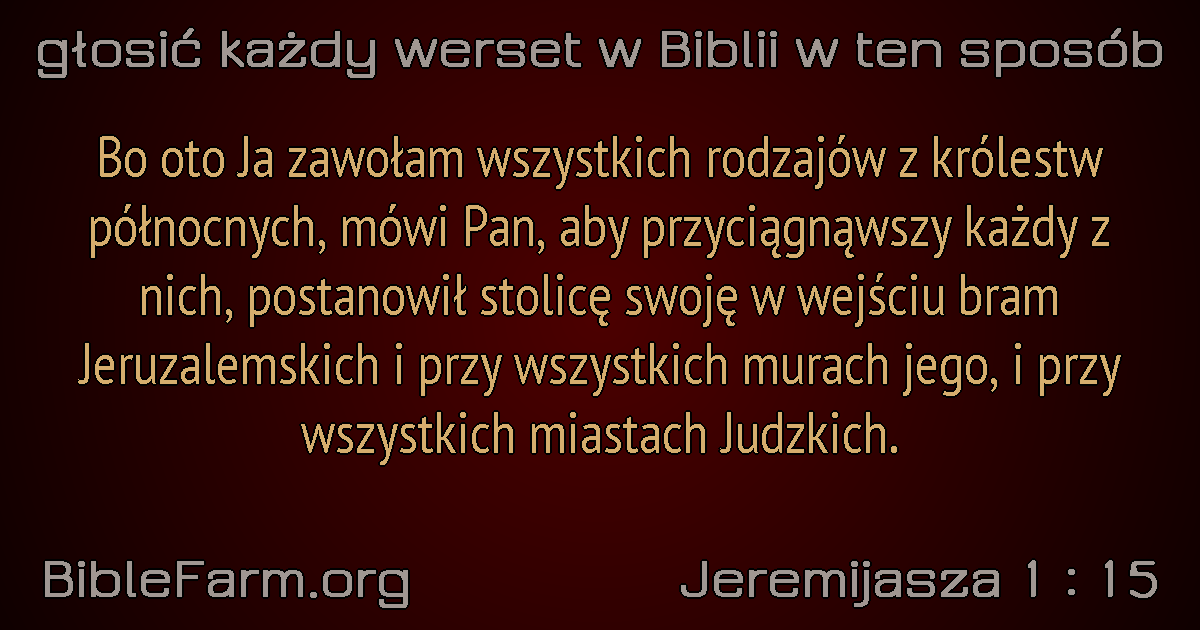 głosić każdy werset w Biblii w ten sposób
Bo oto Ja zawołam wszystkich rodzajów z królestw
północnych, mówi Pan, aby przyciągnąwszy każdy z
nich, postanowił stolicę swoję w wejściu bram
Jeruzalemskich i przy wszystkich murach jego, i przy
wszystkich miastach Judzkich.
BibleFarm.org
Jeremijasza 1 : 15